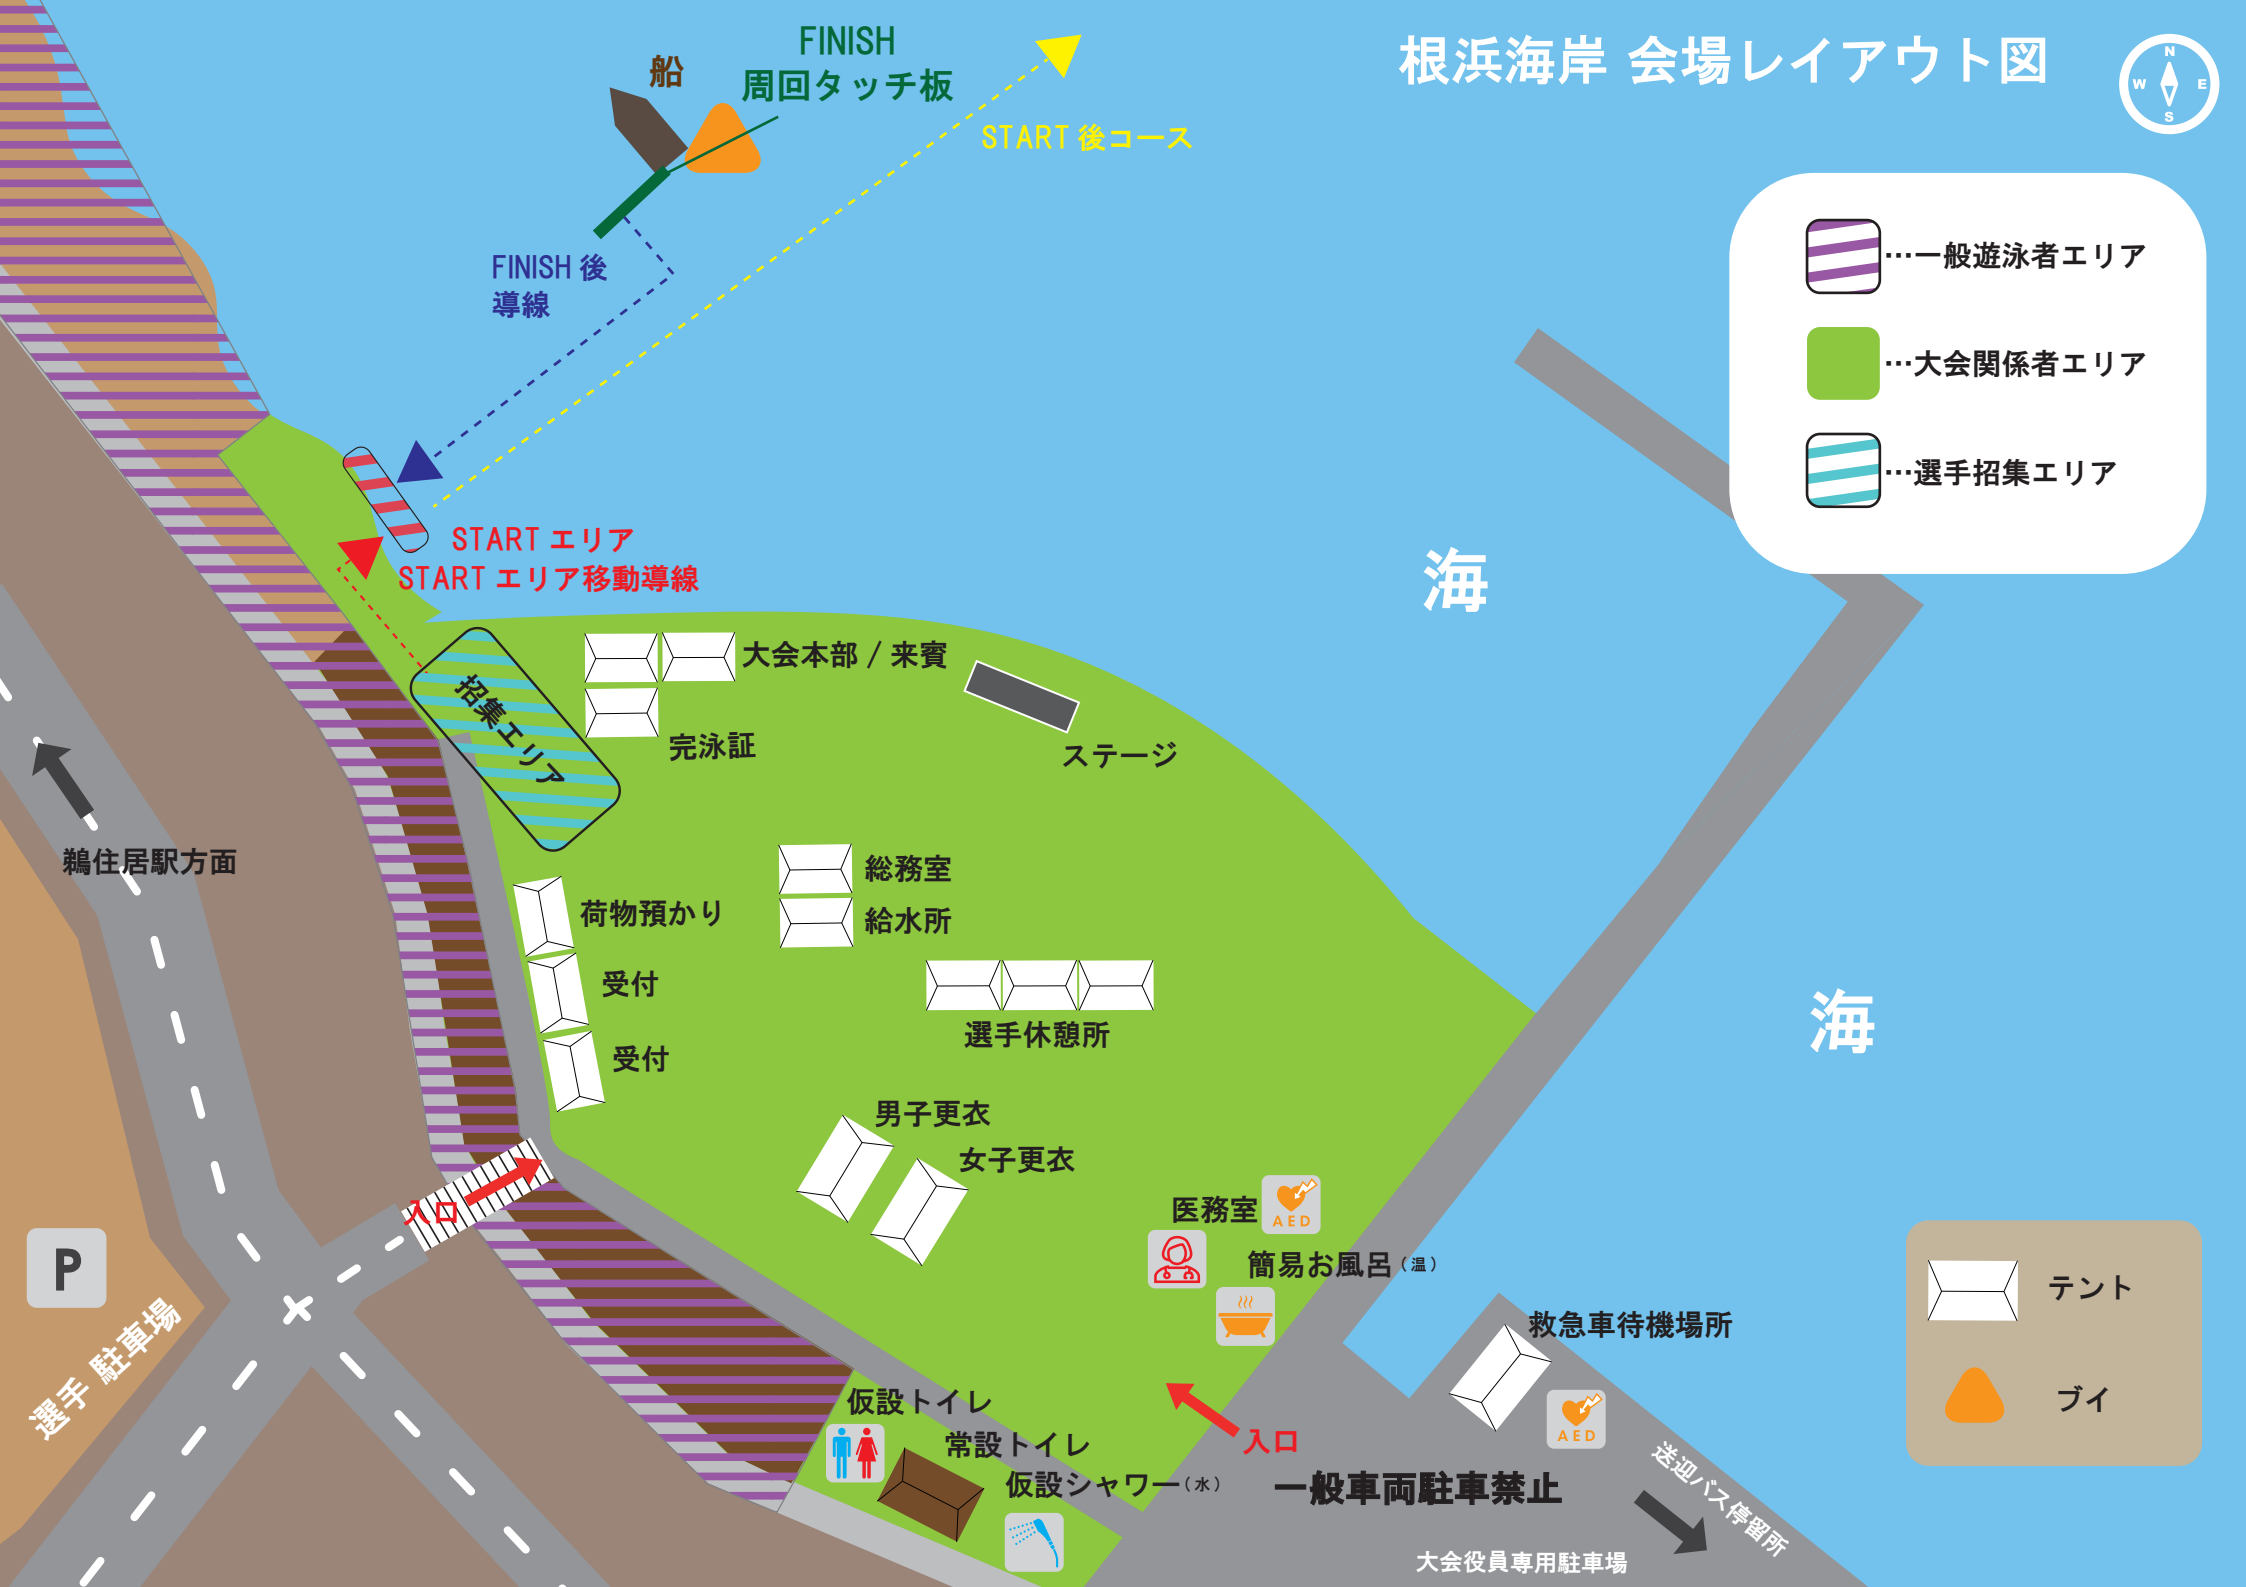 根浜海岸 会場レイアウト図
N
W
E
S
FINISH
周回タッチ板
船
START 後コース
FINISH 後
導線
…一般遊泳者エリア
…大会関係者エリア
…選手招集エリア
START エリア
START エリア移動導線
海
招集エリア
大会本部 / 来賓
完泳証
ステージ
鵜住居駅方面
総務室
給水所
荷物預かり
受付
受付
選手休憩所
海
男子更衣
女子更衣
入口
医務室
AED
簡易お風呂（温）
P
選手 駐車場
救急車待機場所
AED
テント
ブイ
仮設トイレ
常設トイレ
仮設シャワー（水）
入口
一般車両駐車禁止
送迎バス停留所
大会役員専用駐車場